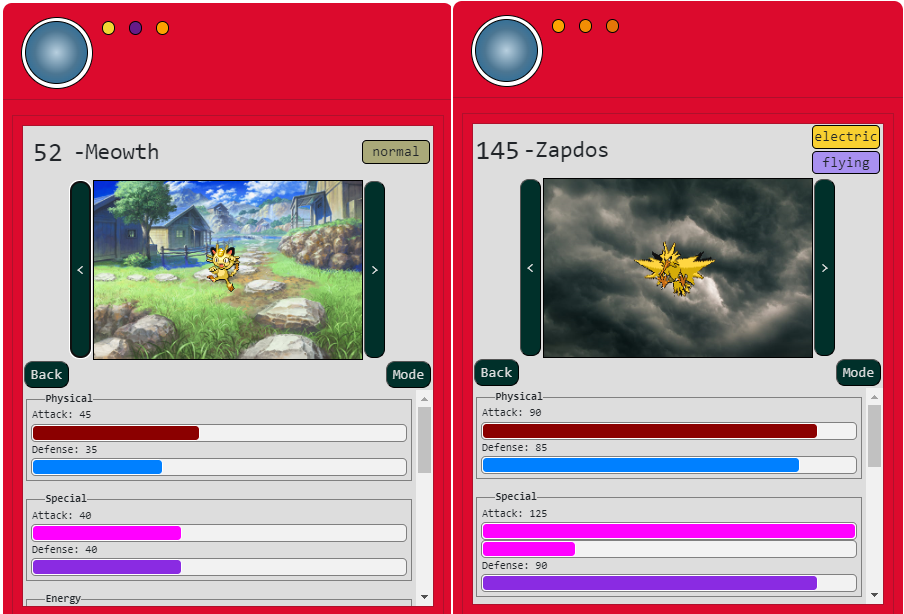 52 -Meowth
normal
<
>
Back
Mode
Physical
Attack: 45
Defense: 35
Special
Attack: 40
Defense: 40
Energy
145 -Zapdos
electric
flying
<
>
Back
Mode
Physical
Attack: 90
Defense: 85
Special
Attack: 125
Defense: 90